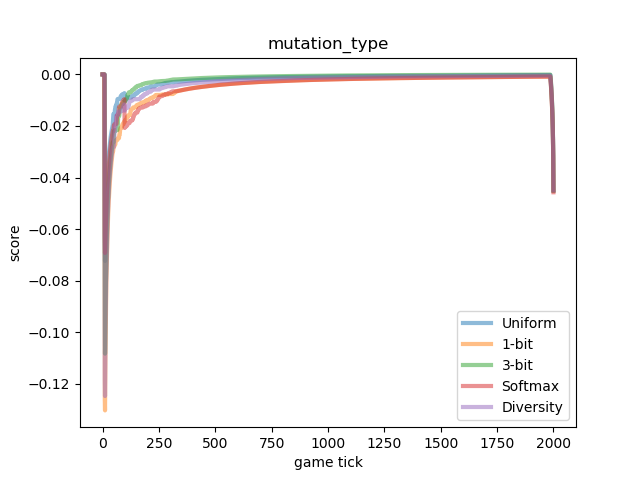 mutation_type
0.00
−0.02
−0.04
−0.06
−0.08
−0.10
−0.12
score
Uniform
1-bit
3-bit
Softmax
Diversity
0 250 500 750 1000 1250 1500 1750 2000
game tick